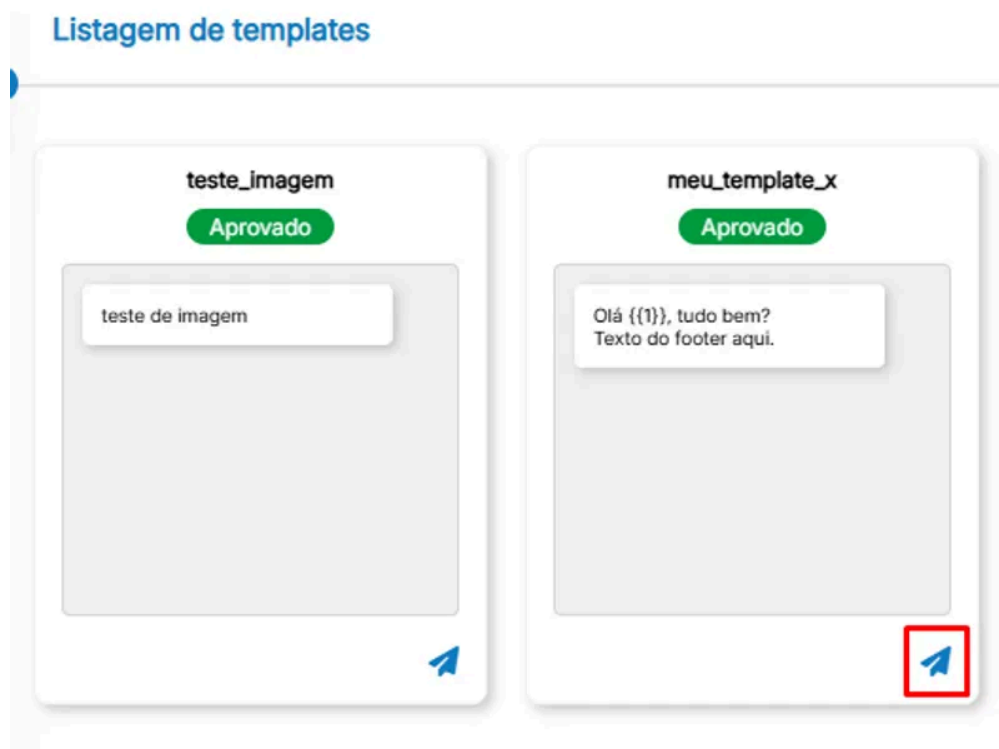 Listagem de templates
teste_imagem
Aprovado
teste de imagem
meu_template_x
Aprovado
Olá {{1}}, tudo bem?
Texto do footer aqui.